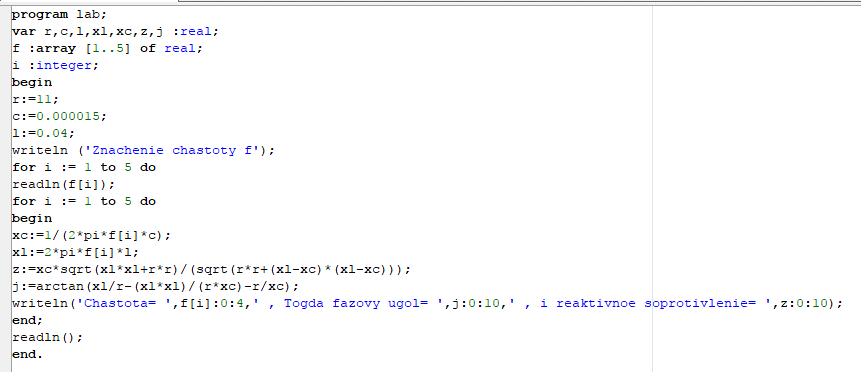 program lab;
var r,c,l,xl,xc,z,j :real;
f :array [1..5] of real;
i :integer;
begin
r:=11;
c:=0.000015;
l:=0.04;
writeln ('Znachenie chastoty f');
for i := 1 to 5 do
readln(f[i]);
for i := 1 to 5 do
begin
xc:=1/(2*pi*f[i]*c);
xl:=2*pi*f[i]*l;
z:=xc*sqrt(xl*xl+r*r)/(sqrt(r*r+(xl-xc)*(xl-xc)));
j:=arctan(xl/r-(xl*xl)/(r*xc)-r/xc);
writeln('Chastota= ',f[i]:0:4,' , Togda fazovy ugol= ',j:0:10,' , i reaktivnoe soprotivlenie= ',z:0:10);
end;
readln();
end.